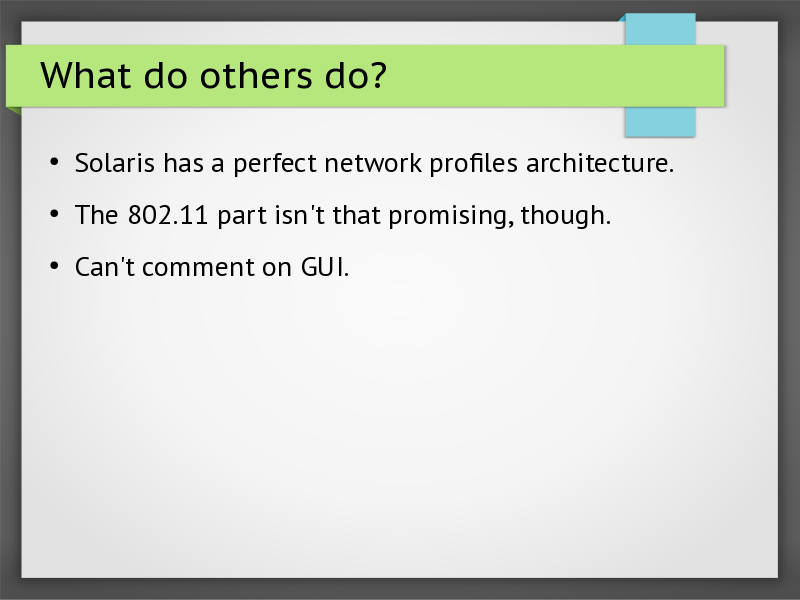 What do others do?
• Solaris has a perfect network profiles architecture.
• The 802.11 part isn't that promising, though.
• Can't comment on GUI.